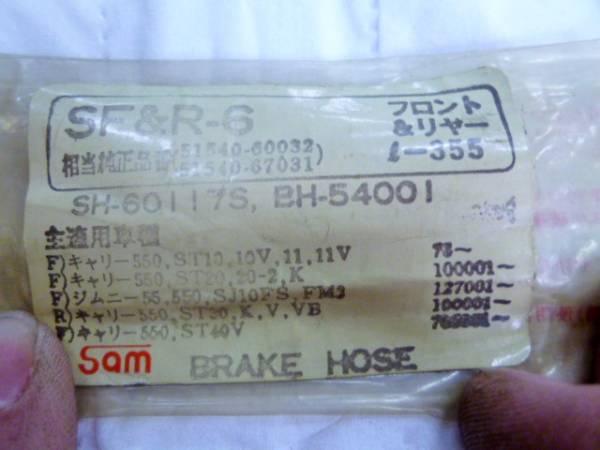 SF&R-6
フロント
&リヤー
相当純正品番(51540-60032
51540-67031)
ℓ-355
SH-60117S, BH-54001
主適用車種
F)キャリー550,ST10,10V,11,11V 76~
F)キャリー550,ST20,20-2,K 100001~
F)ジムニー55,550,SJ10FS,FM2 127001~
R)キャリー550,ST30,K,V,VB 100001~
F)キャリー550,ST40V
Sam BRAKE HOSE